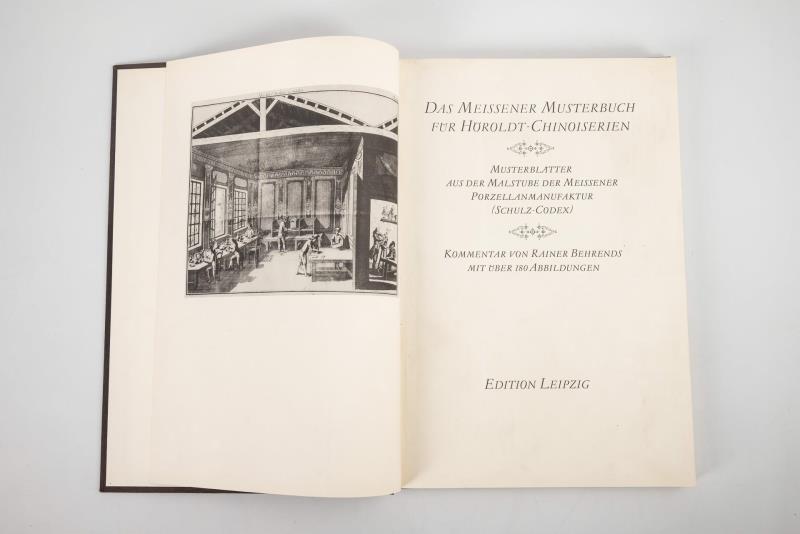 DAS MEISSENER MUSTERBUCH
FÜR HÖROLDT-CHINOISERIEN
MUSTERBLÄTTER
AUS DER MALSTUBE DER MEISSENER
PORZELLANMANUFAKTUR
(SCHULZ-CODEX)
KOMMENTAR VON RAINER BEHRENDS
MIT ÜBER 180 ABBILDUNGEN
EDITION LEIPZIG